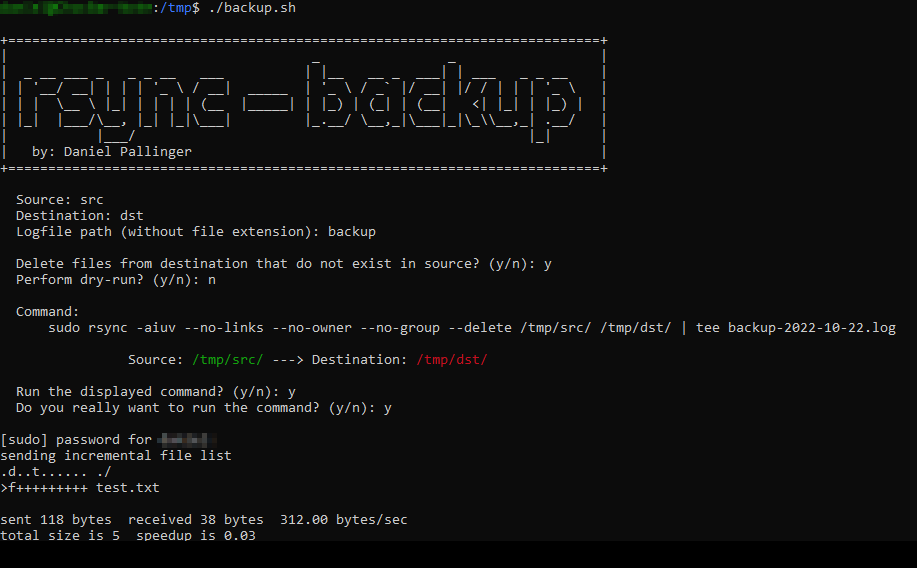 :/tmp$ ./backup.sh
rsync - backup
by: Daniel Pallinger
Source: src
Destination: dst
Logfile path (without file extension): backup
Delete files from destination that do not exist in source? (y/n): y
Perform dry-run? (y/n): n
Command:
sudo rsync -aiuv --no-links --no-owner --no-group --delete /tmp/src/ /tmp/dst/ | tee backup-2022-10-22.log
Source: /tmp/src/ ---> Destination: /tmp/dst/
Run the displayed command? (y/n): y
Do you really want to run the command? (y/n): y
[sudo] password for
sending incremental file list
.d..t...... ./
>f+++++++++ test.txt
sent 118 bytes  received 38 bytes  312.00 bytes/sec
total size is 5  speedup is 0.03